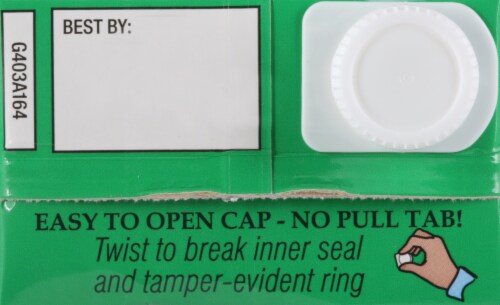 G403A164
BEST BY:
EASY TO OPEN CAP - NO PULL TAB!
Twist to break inner seal
and tamper-evident ring